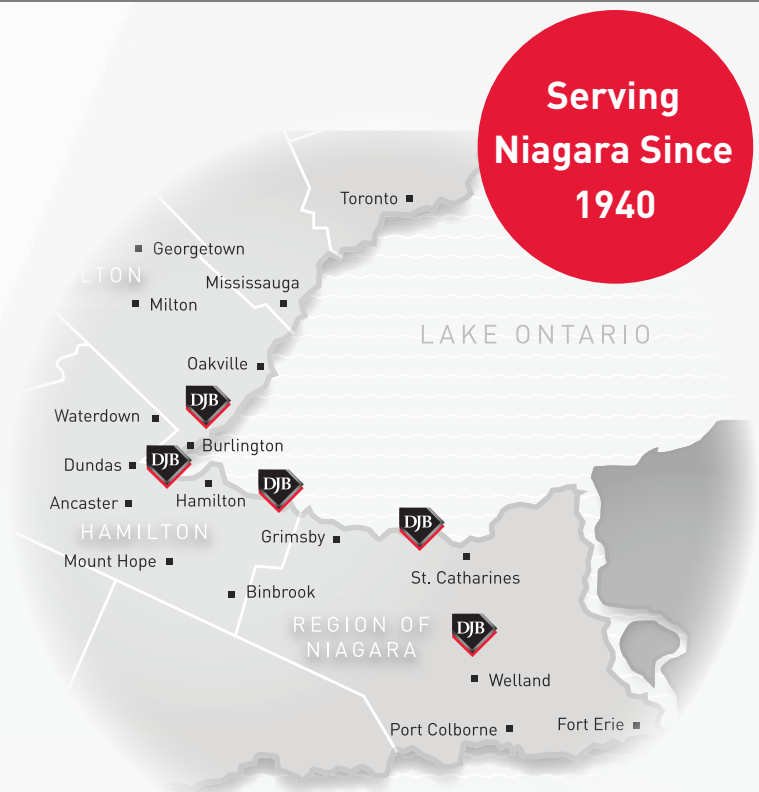 Serving
Niagara Since
1940
Toronto
Georgetown
LTON
Mississauga
Milton
LAKE ONTARIO
Oakville
DJB
Waterdown
Burlington
DJB
Dundas
DJB
Hamilton
Ancaster
DJB
HAMILTON
Grimsby
Mount Hope
St. Catharines
Binbrook
REGION OF
NIAGARA
DJB
Welland
Port Colborne
Fort Erie